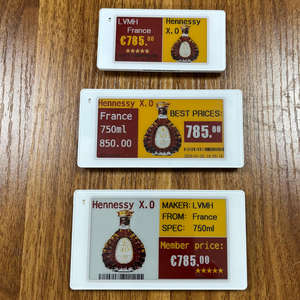 LVMH
France
€785.00
Hennessy
X.O
Hennessy X.O
France
750ml
850.00
BEST PRICES:
785.00
Hennessy X.O
MAKER: LVMH
FROM: France
SPEC: 750ml
Member price:
€785.00